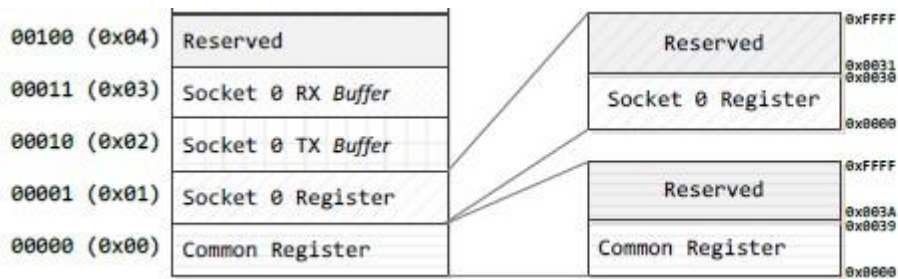 00100 (0x04) Reserved
00011 (0x03) Socket 0 RX Buffer
00010 (0x02) Socket 0 TX Buffer
00001 (0x01) Socket 0 Register
00000 (0x00) Common Register
0xFFFF
Reserved
0x0031
0x0030
Socket 0 Register
0x0000
0xFFFF
Reserved
0x003A
0x0039
Common Register
0x0000